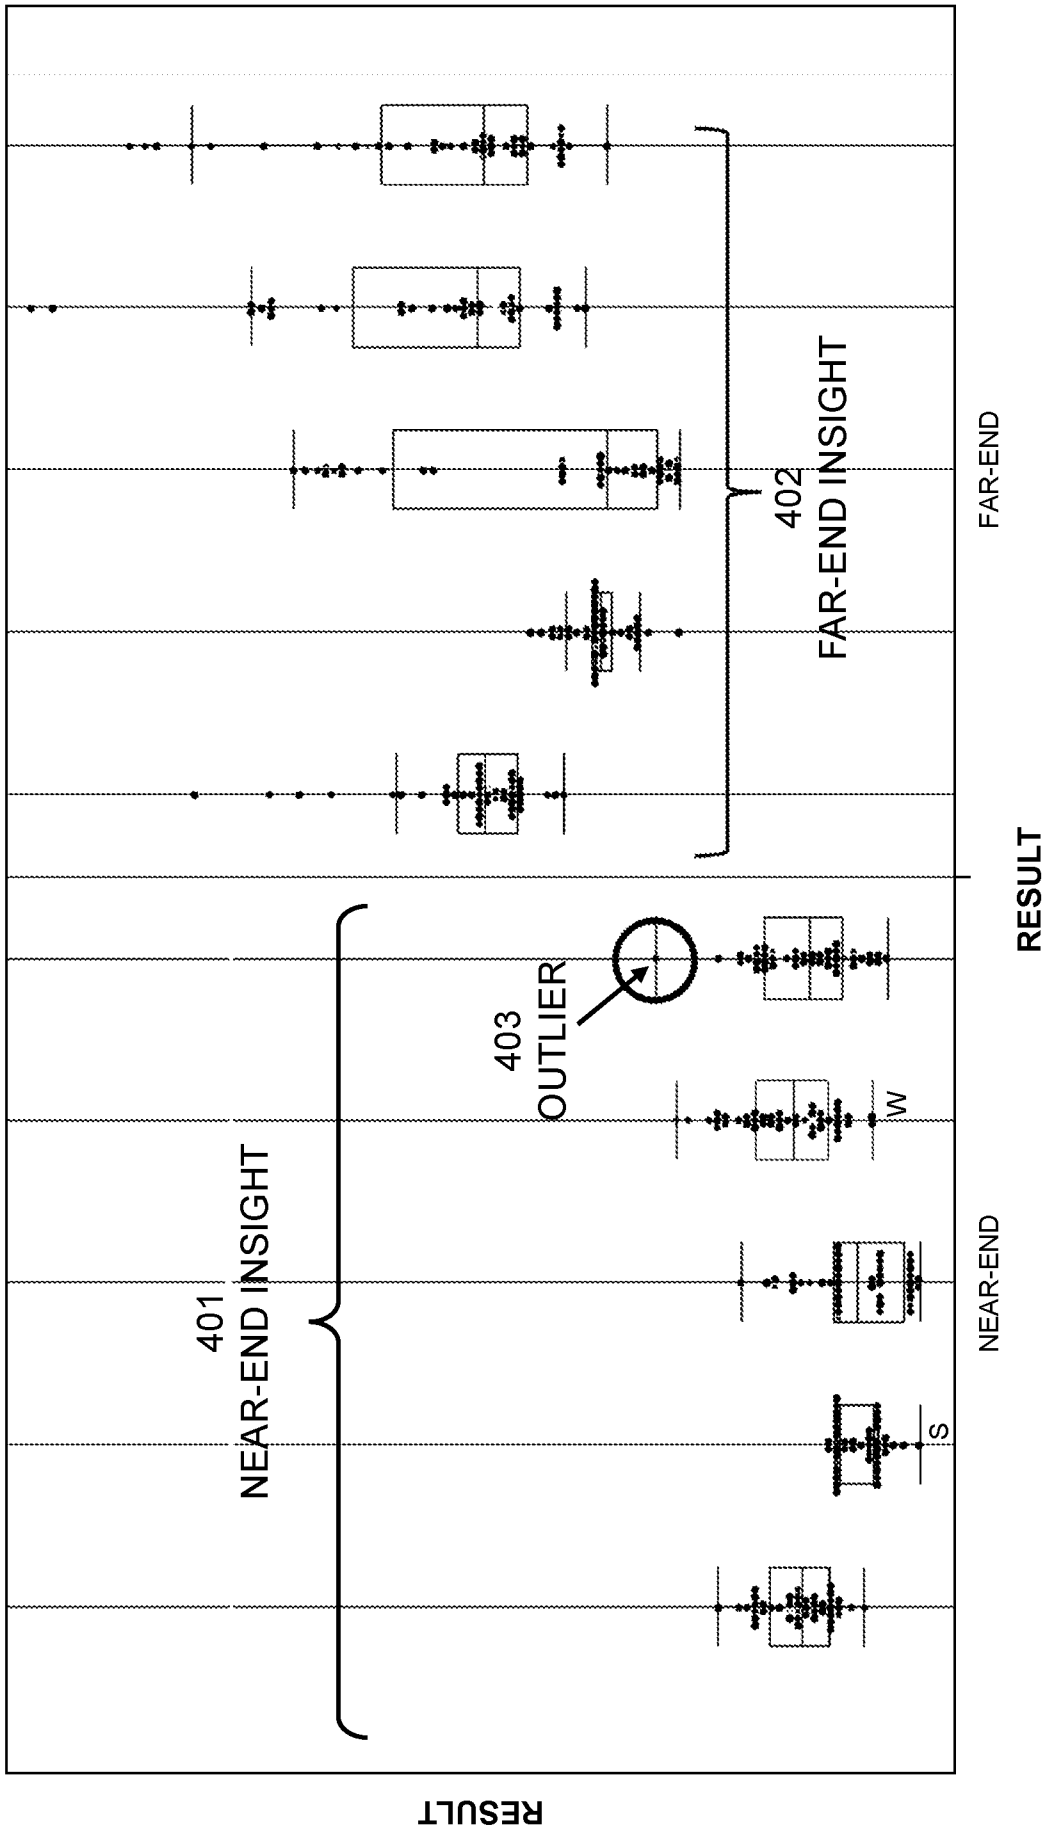 401
NEAR-END INSIGHT
403
OUTLIER
402
FAR-END INSIGHT
S
W
NEAR-END
FAR-END
RESULT
RESULT